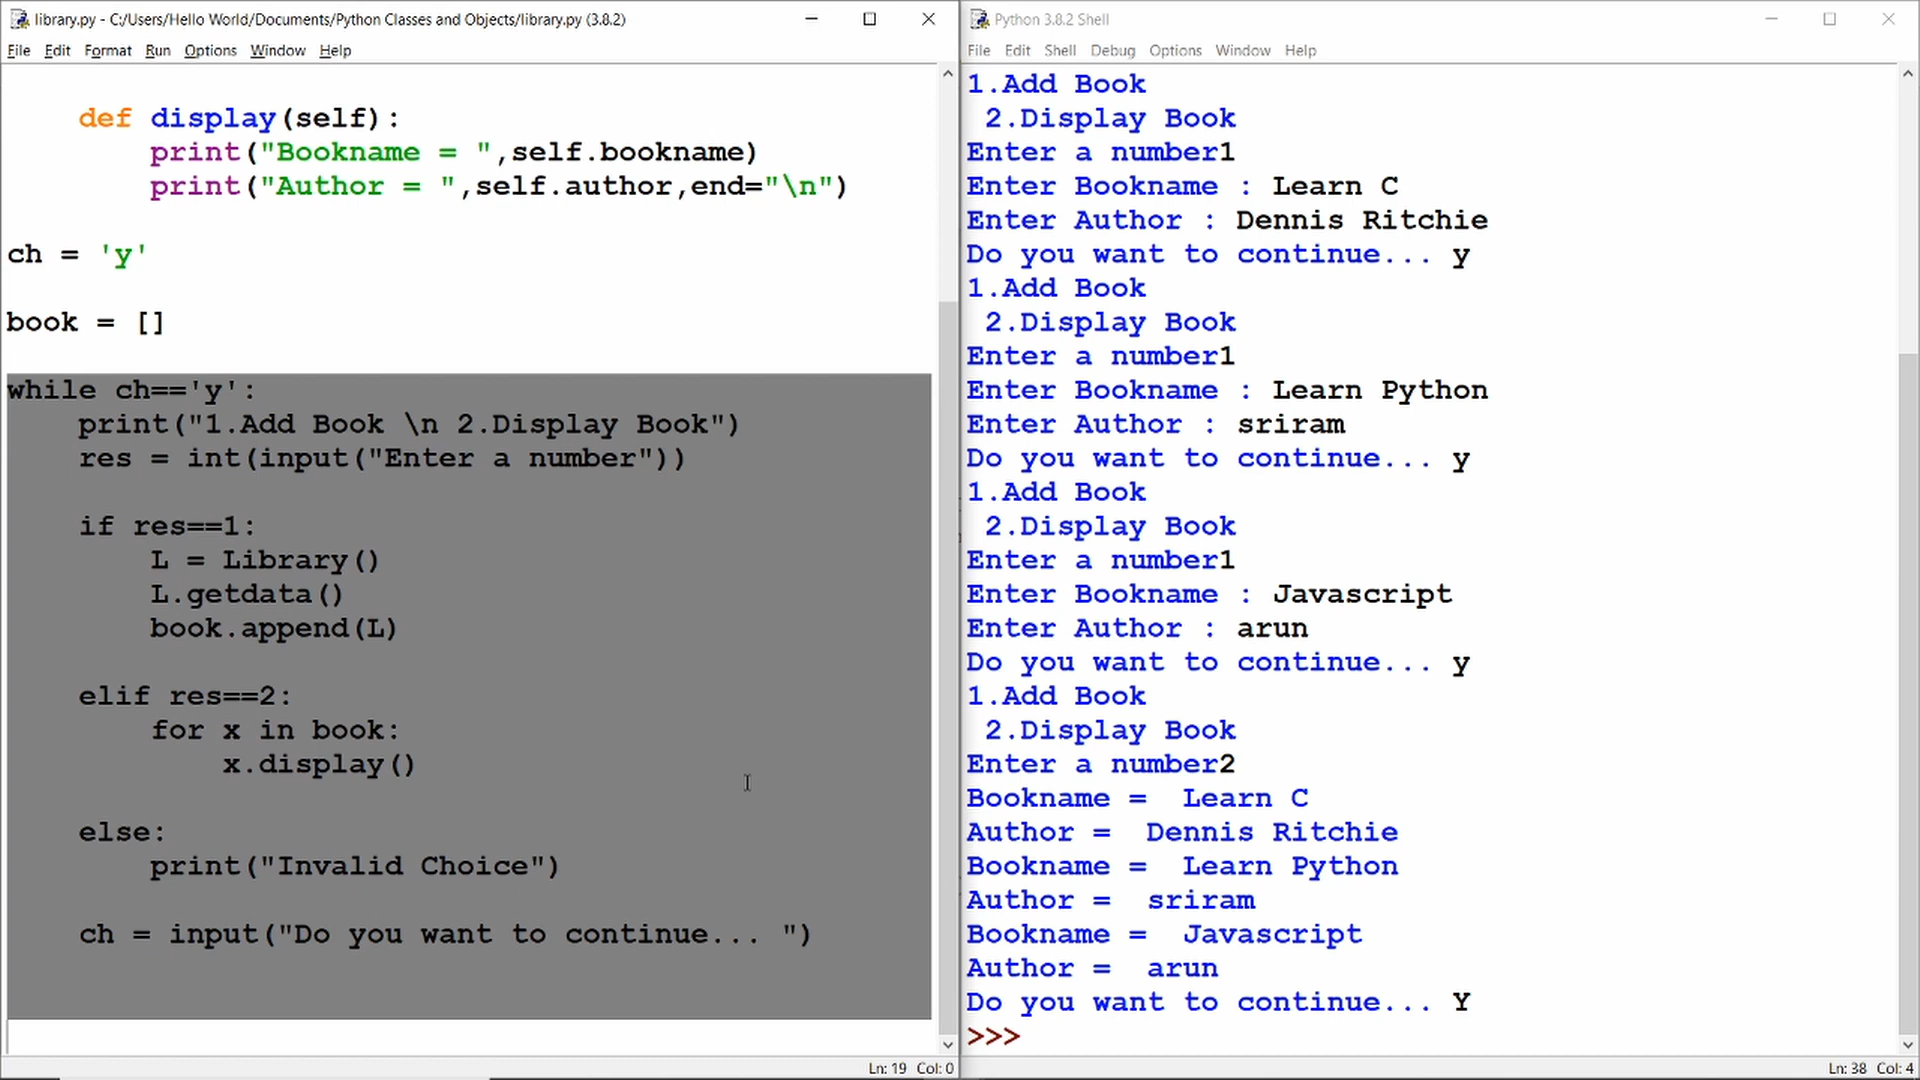 library.py - C:/Users/Hello World/Documents/Python Classes and Objects/library.py (3.8.2)
File Edit Format Run Options Window Help
def display(self):
print("Bookname = ",self.bookname)
print("Author = ",self.author,end="\n")
ch = 'y'
book = []
while ch=='y':
print("1.Add Book \n 2.Display Book")
res = int(input("Enter a number"))
if res==1:
L = Library()
L.getdata()
book.append(L)
elif res==2:
for x in book:
x.display()
else:
print("Invalid Choice")
ch = input("Do you want to continue... ")
Ln: 19 Col: 0
Python 3.8.2 Shell
File Edit Shell Debug Options Window Help
1.Add Book
2.Display Book
Enter a number1
Enter Bookname : Learn C
Enter Author : Dennis Ritchie
Do you want to continue... y
1.Add Book
2.Display Book
Enter a number1
Enter Bookname : Learn Python
Enter Author : sriram
Do you want to continue... y
1.Add Book
2.Display Book
Enter a number1
Enter Bookname : Javascript
Enter Author : arun
Do you want to continue... y
1.Add Book
2.Display Book
Enter a number2
Bookname =  Learn C
Author =  Dennis Ritchie
Bookname =  Learn Python
Author =  sriram
Bookname =  Javascript
Author =  arun
Do you want to continue... Y
>>>
Ln: 38 Col: 4